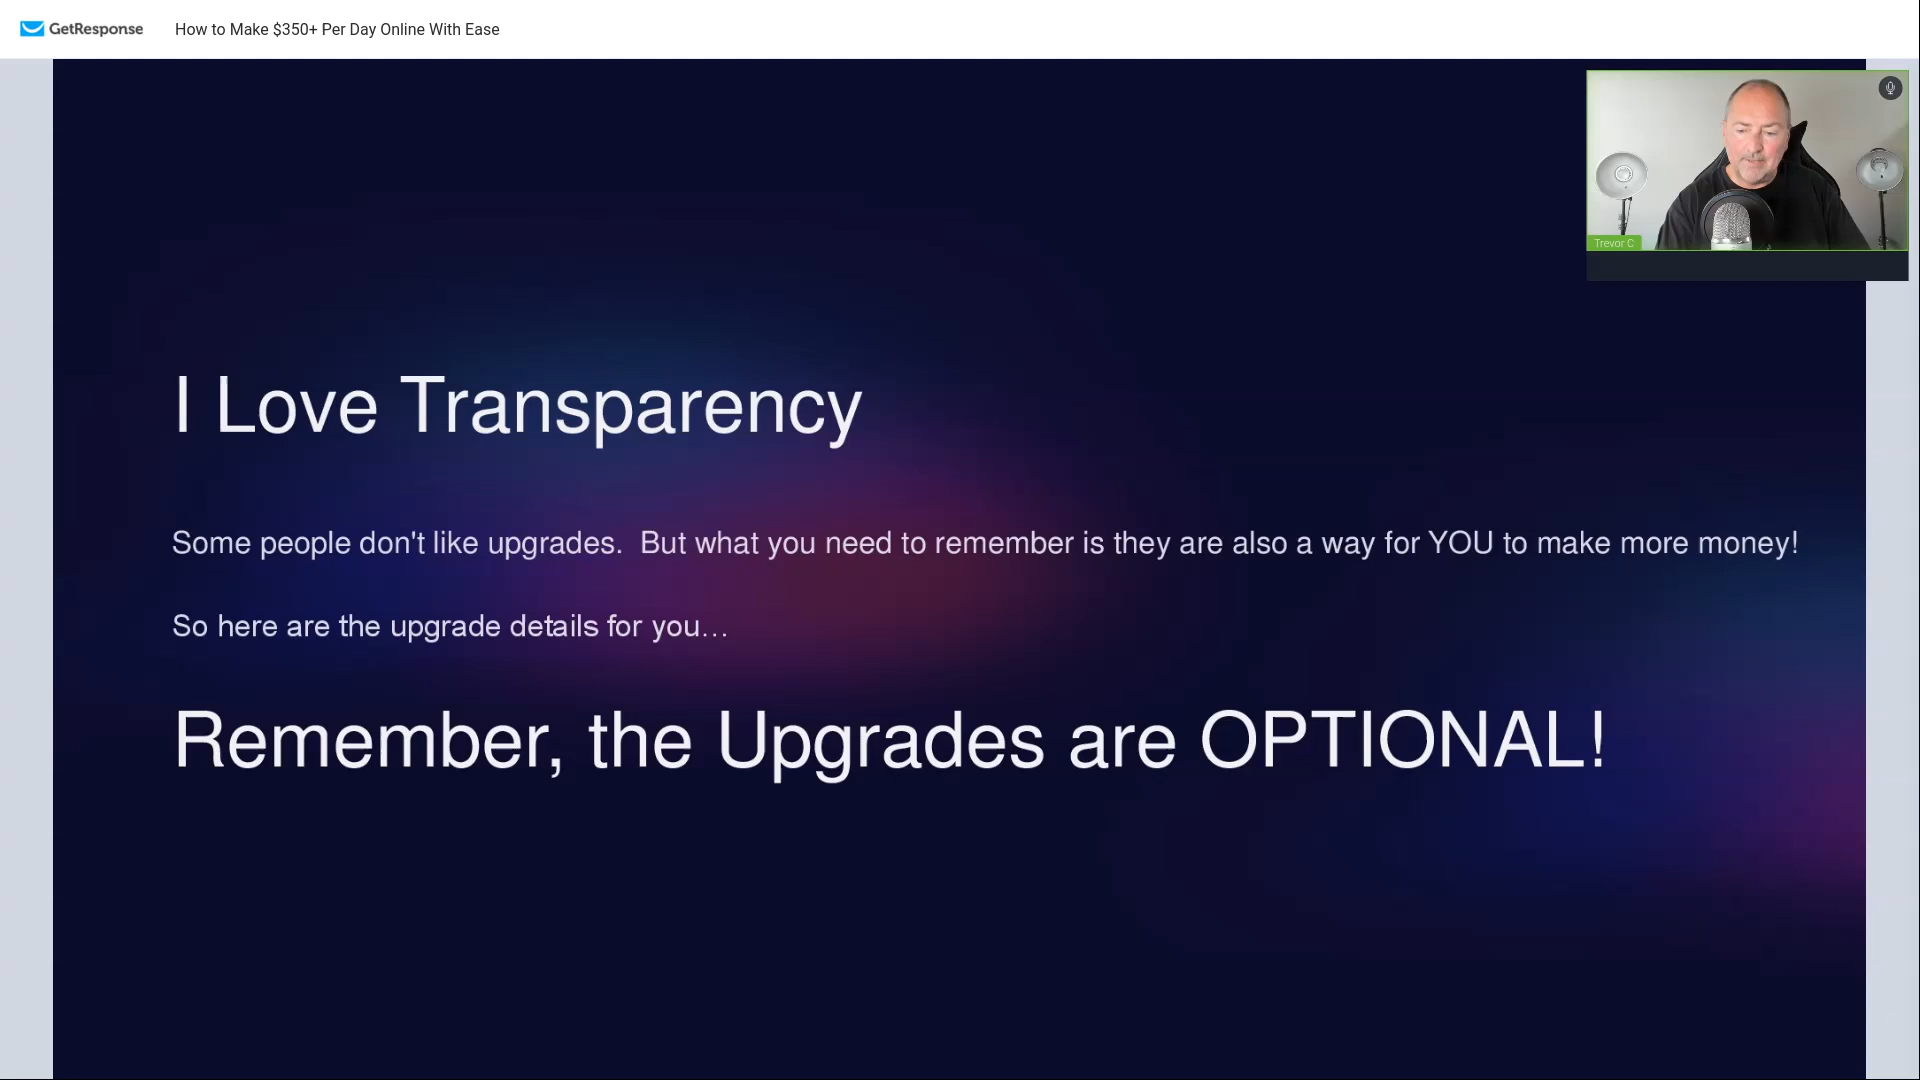 GetResponse
How to Make $350+ Per Day Online With Ease
Trevor C
I Love Transparency
Some people don't like upgrades.  But what you need to remember is they are also a way for YOU to make more money!
So here are the upgrade details for you…
Remember, the Upgrades are OPTIONAL!